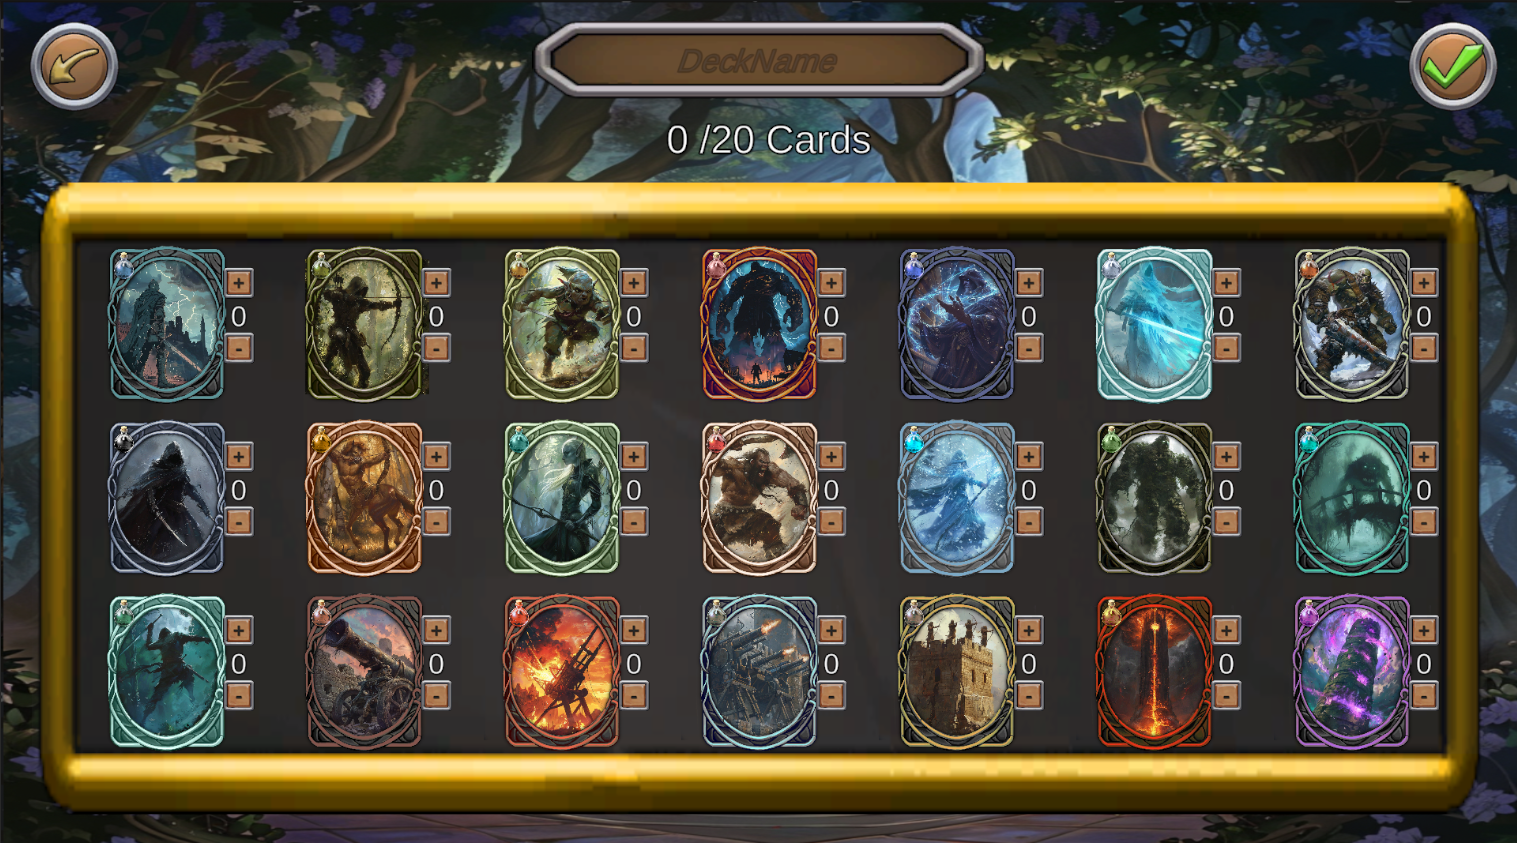 DeckName
0 /20 Cards
+ + + + + + +
0 0 0 0 0 0 0
- - - - - - -
+ + + + + + +
0 0 0 0 0 0 0
- - - - - - -
+ + + + + + +
0 0 0 0 0 0 0
- - - - - - -